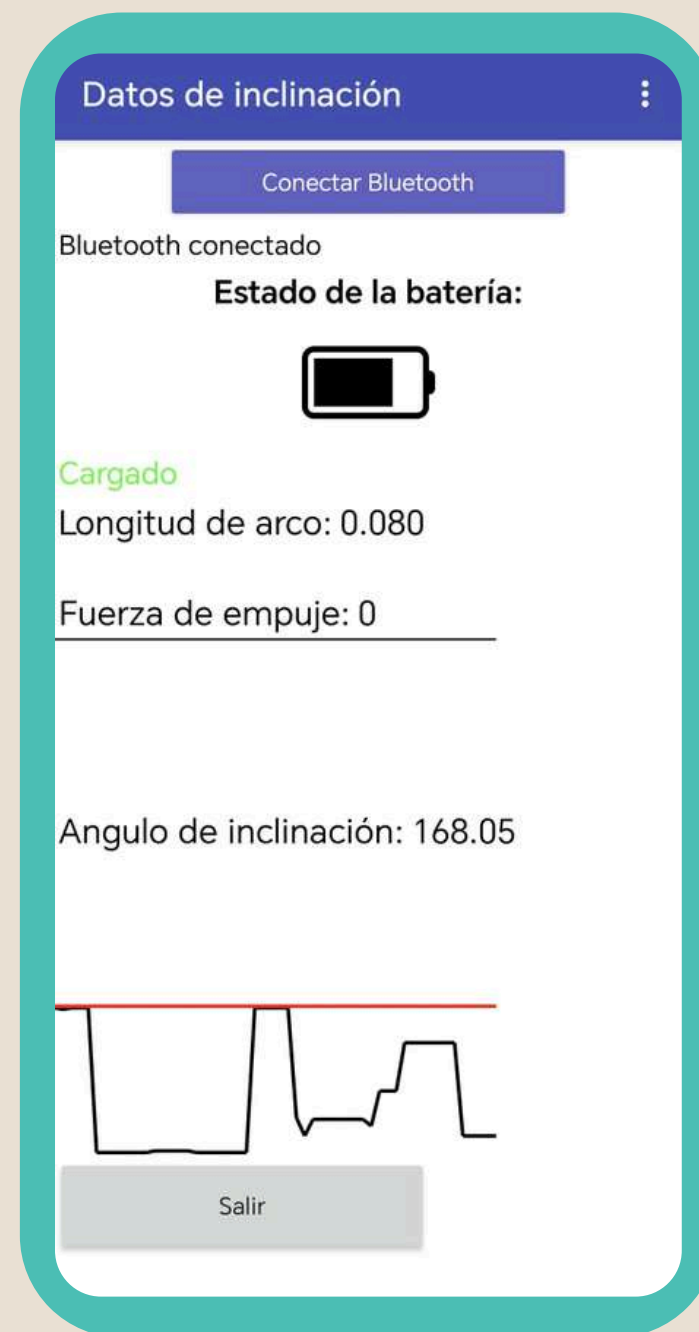 Datos de inclinación
Conectar Bluetooth
Bluetooth conectado
Estado de la batería:
Cargado
Longitud de arco: 0.080
Fuerza de empuje: 0
Angulo de inclinación: 168.05
Salir